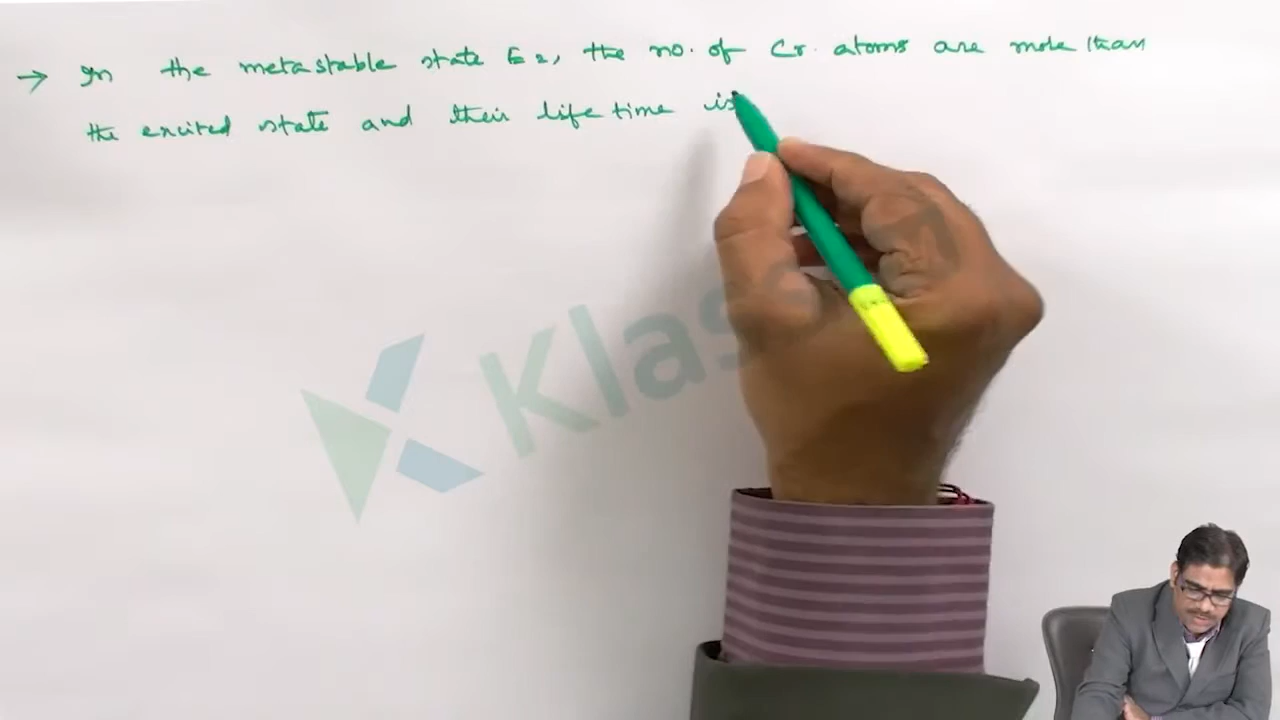 → In the metastable state E2, the no. of Cr. atoms are more than
the excited state and their life time is
Klas